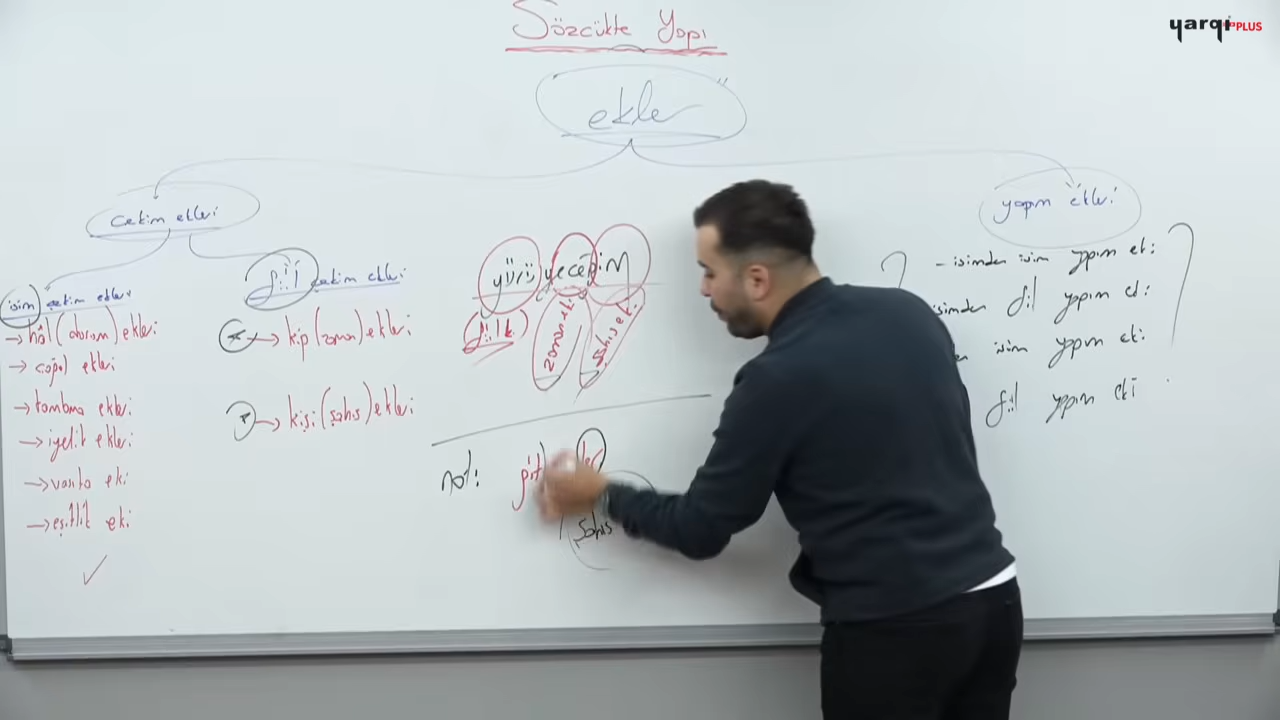 Sözcükte Yapı
yargı PLUS
ekler
çekim ekleri
yapım ekleri
isim çekim ekleri
→ hâl (durum) ekleri
→ çoğul ekleri
→ tamlama ekleri
→ iyelik ekleri
→ vasıta eki
→ eşitlik eki
fiil çekim ekleri
* → kip (zaman) ekleri
* → kişi (şahıs) ekleri
yürüyeceğim
zaman eki
şahıs eki
not:
git
ler
şahıs
- isimden isim yapım eki:
isimden fiil yapım eki:
isim yapım eki:
fiil yapım eki